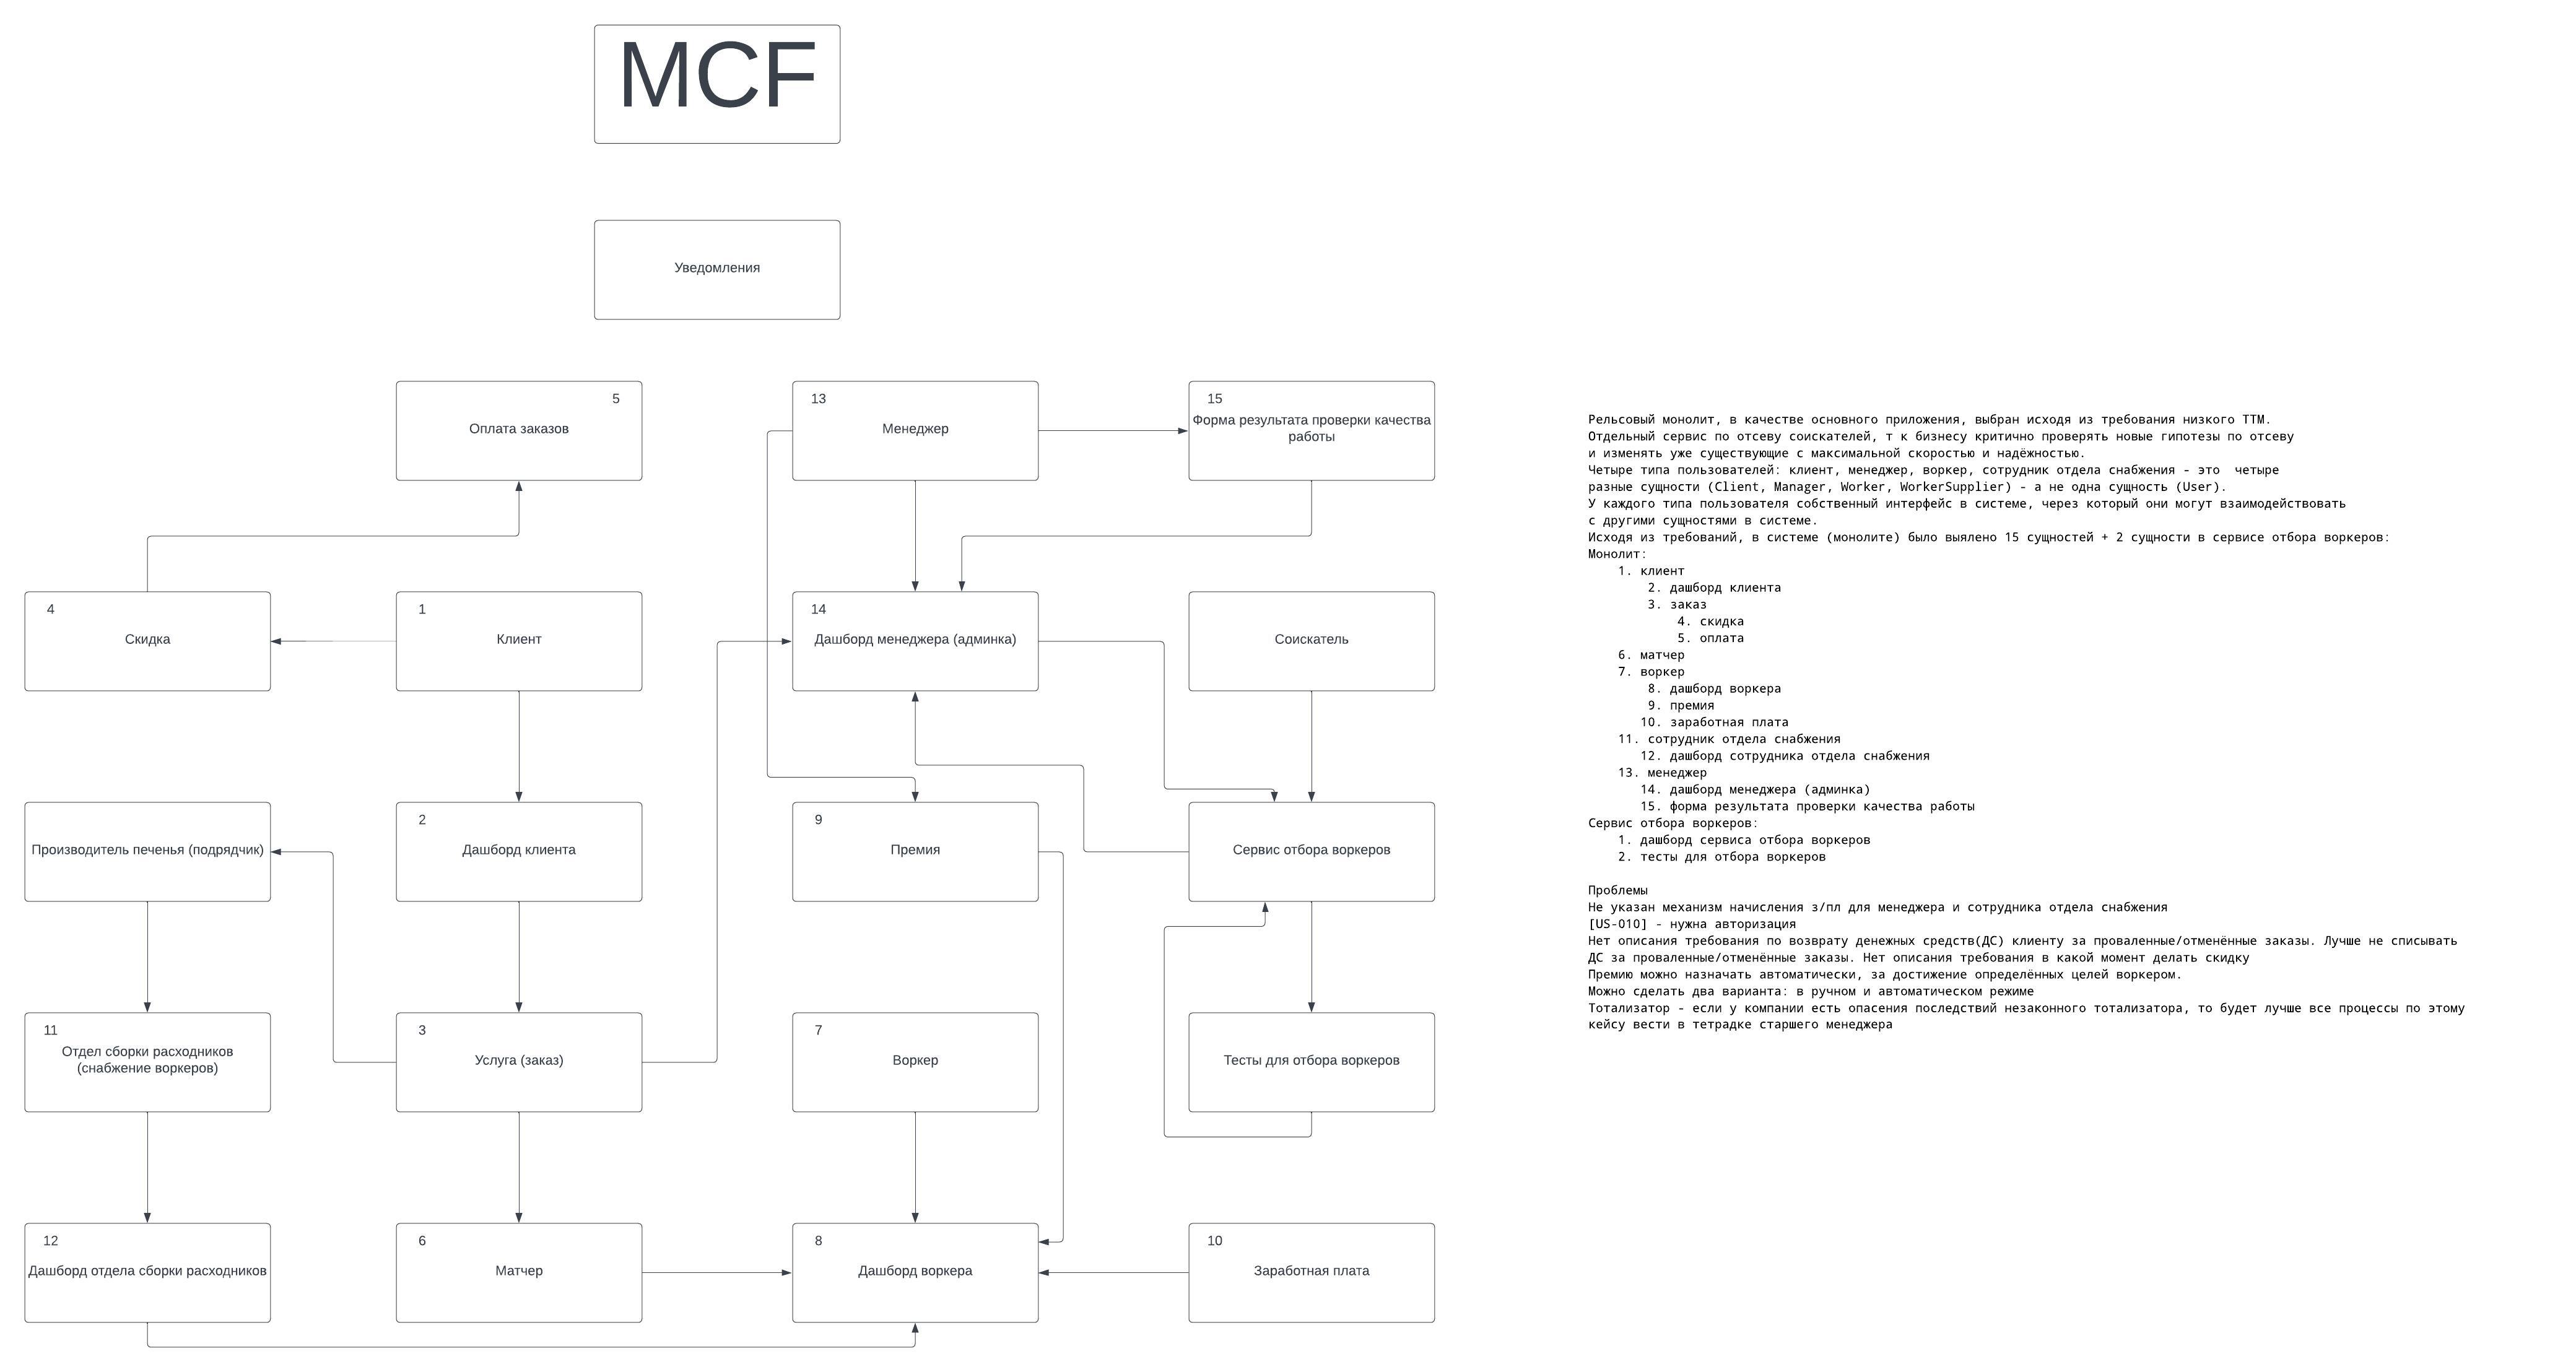 MCF
Уведомления
5
Оплата заказов
13
Менеджер
15
Форма результата проверки качества
работы
4
Скидка
1
Клиент
14
Дашборд менеджера (админка)
Соискатель
Производитель печенья (подрядчик)
2
Дашборд клиента
9
Премия
Сервис отбора воркеров
11
Отдел сборки расходников
(снабжение воркеров)
3
Услуга (заказ)
7
Воркер
Тесты для отбора воркеров
12
Дашборд отдела сборки расходников
6
Матчер
8
Дашборд воркера
10
Заработная плата
Рельсовый монолит, в качестве основного приложения, выбран исходя из требования низкого ТТМ.
Отдельный сервис по отсеву соискателей, т к бизнесу критично проверять новые гипотезы по отсеву
и изменять уже существующие с максимальной скоростью и надёжностью.
Четыре типа пользователей: клиент, менеджер, воркер, сотрудник отдела снабжения - это  четыре
разные сущности (Client, Manager, Worker, WorkerSupplier) - а не одна сущность (User).
У каждого типа пользователя собственный интерфейс в системе, через который они могут взаимодействовать
с другими сущностями в системе.
Исходя из требований, в системе (монолите) было выялено 15 сущностей + 2 сущности в сервисе отбора воркеров:
Монолит:
1. клиент
2. дашборд клиента
3. заказ
4. скидка
5. оплата
6. матчер
7. воркер
8. дашборд воркера
9. премия
10. заработная плата
11. сотрудник отдела снабжения
12. дашборд сотрудника отдела снабжения
13. менеджер
14. дашборд менеджера (админка)
15. форма результата проверки качества работы
Сервис отбора воркеров:
1. дашборд сервиса отбора воркеров
2. тесты для отбора воркеров
Проблемы
Не указан механизм начисления з/пл для менеджера и сотрудника отдела снабжения
[US-010] - нужна авторизация
Нет описания требования по возврату денежных средств(ДС) клиенту за проваленные/отменённые заказы. Лучше не списывать
ДС за проваленные/отменённые заказы. Нет описания требования в какой момент делать скидку
Премию можно назначать автоматически, за достижение определённых целей воркером.
Можно сделать два варианта: в ручном и автоматическом режиме
Тотализатор - если у компании есть опасения последствий незаконного тотализатора, то будет лучше все процессы по этому
кейсу вести в тетрадке старшего менеджера